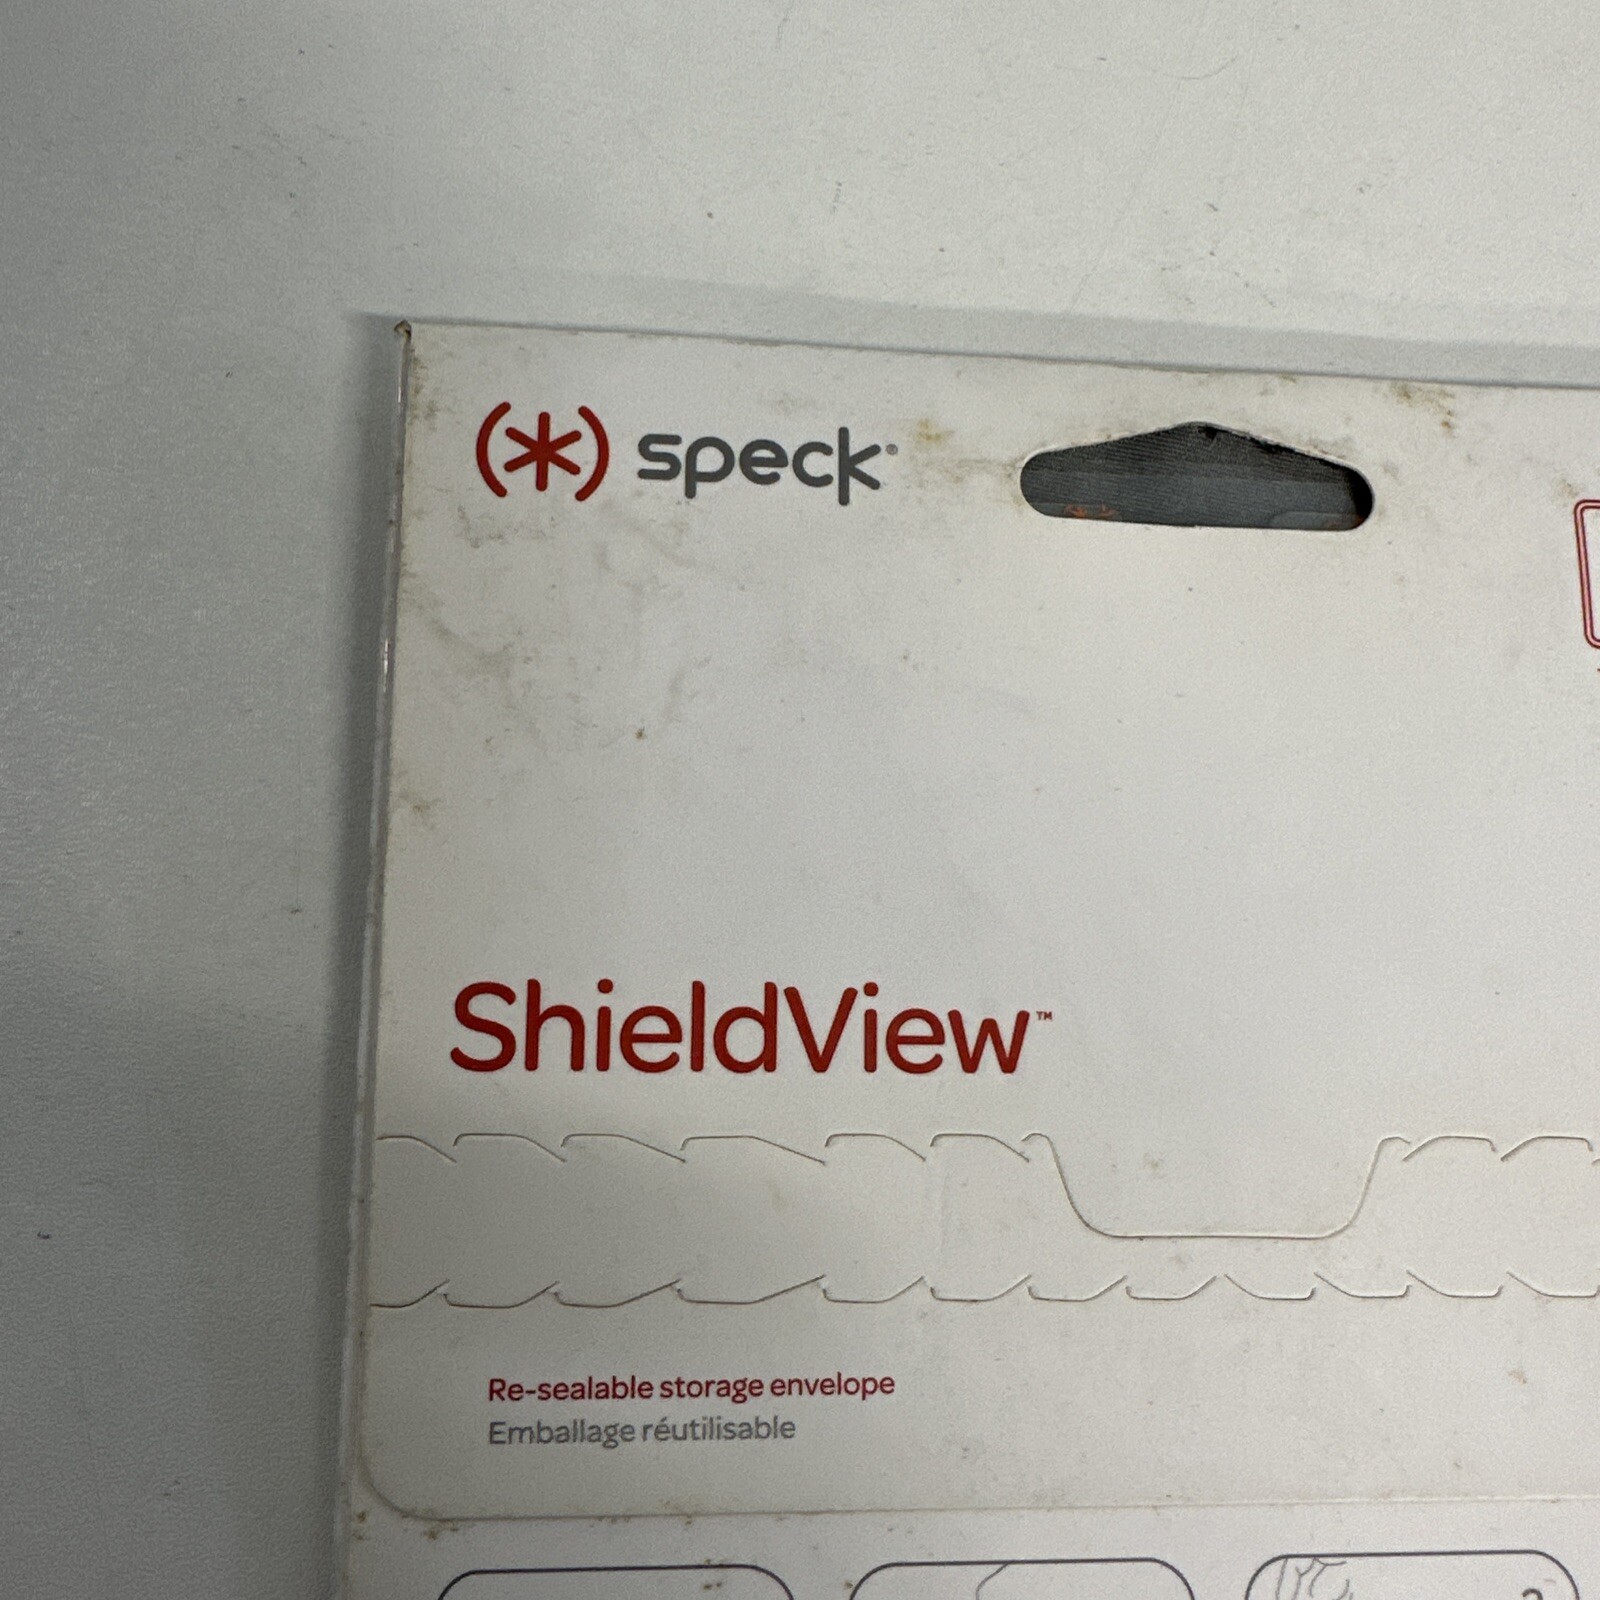 (*) speck®
ShieldView™
Re-sealable storage envelope
Emballage réutilisable